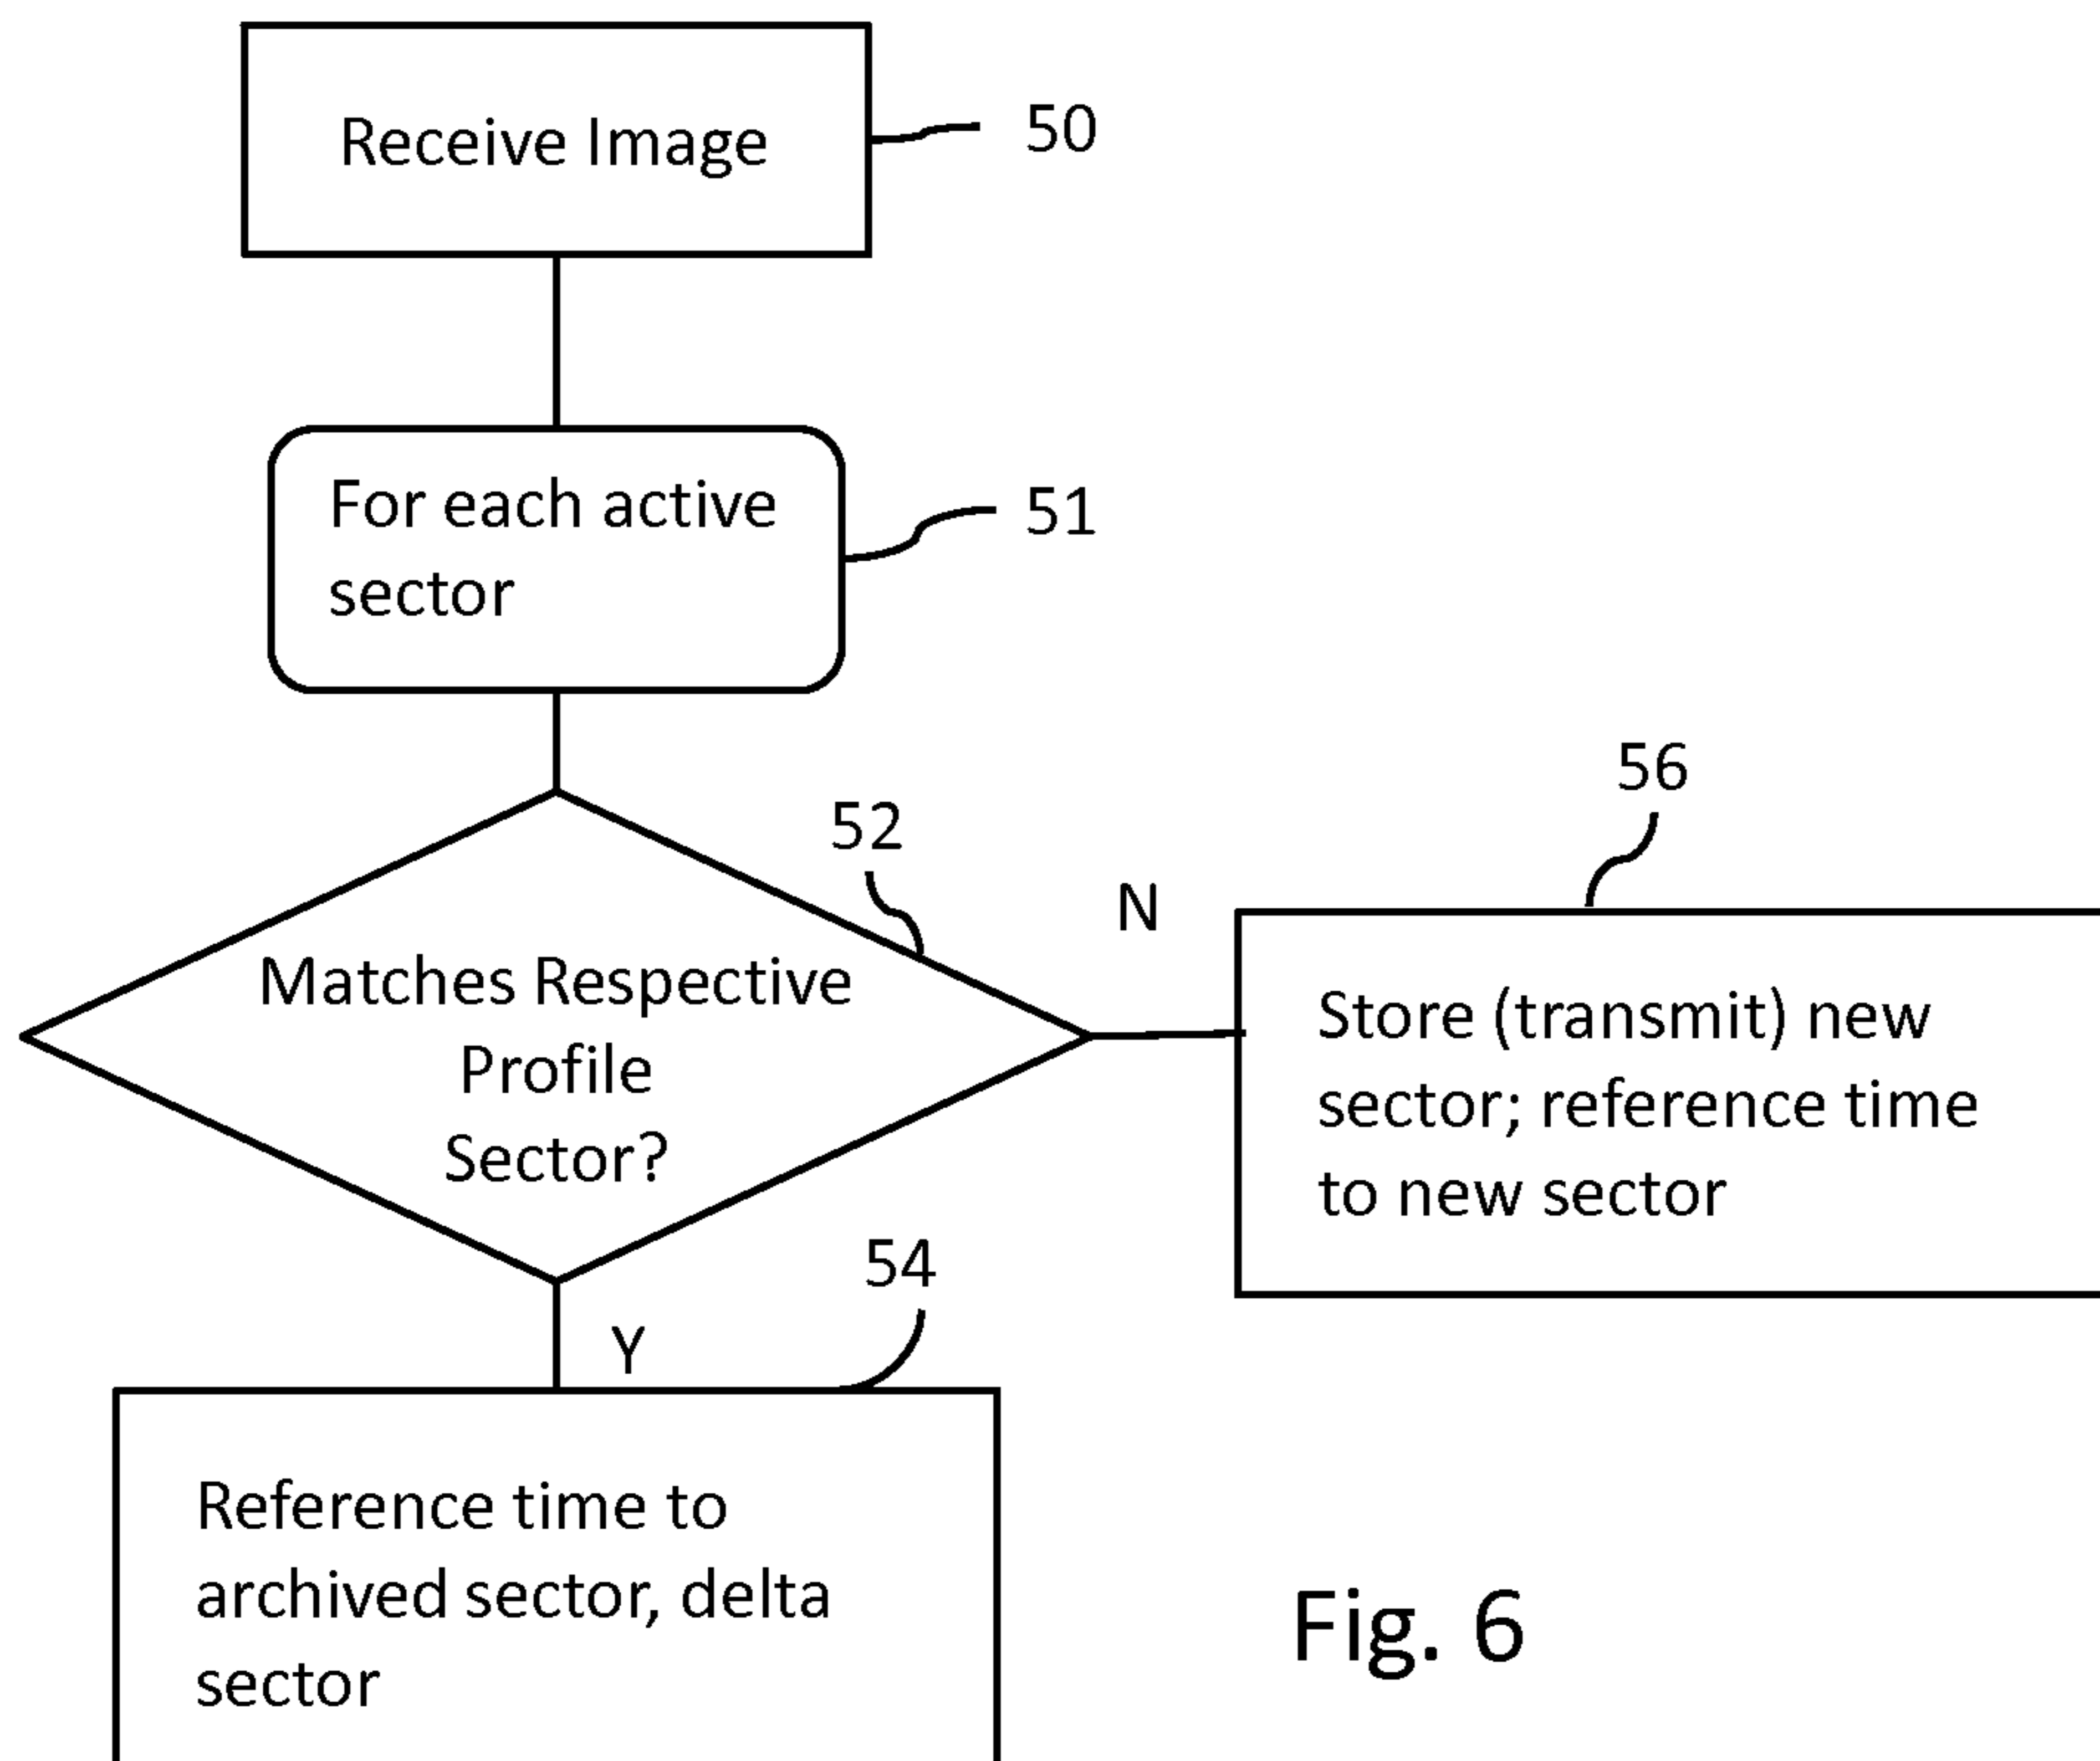 Receive Image
50
For each active
sector
51
52
Matches Respective
Profile
Sector?
N
56
Store (transmit) new
sector; reference time
to new sector
Y
54
Reference time to
archived sector, delta
sector
Fig. 6